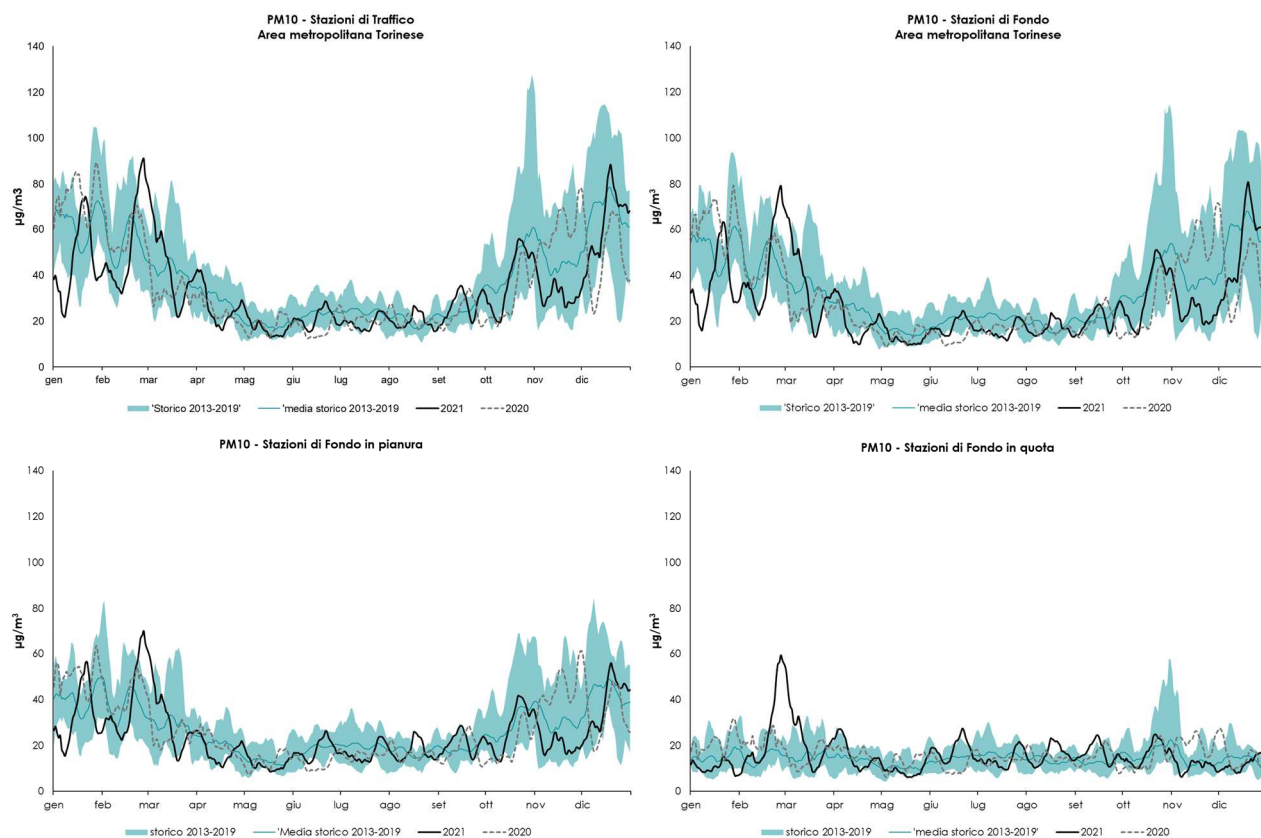 PM10 - Stazioni di Traffico
Area metropolitana Torinese
140
120
100
80
60
40
20
0
µg/m3
gen feb mar apr mag giu lug ago set ott nov dic
'Storico 2013-2019' 'media storico 2013-2019 2021 2020
PM10 - Stazioni di Fondo
Area metropolitana Torinese
140
120
100
80
60
40
20
0
µg/m³
gen feb mar apr mag giu lug ago set ott nov dic
'Storico 2013-2019' 'media storico 2013-2019 2021 2020
PM10 - Stazioni di Fondo in pianura
140
120
100
80
60
40
20
0
µg/m³
gen feb mar apr mag giu lug ago set ott nov dic
storico 2013-2019 'Media storico 2013-2019 2021 2020
PM10 - Stazioni di Fondo in quota
140
120
100
80
60
40
20
0
µg/m³
gen feb mar apr mag giu lug ago set ott nov dic
storico 2013-2019 'media storico 2013-2019' 2021 2020